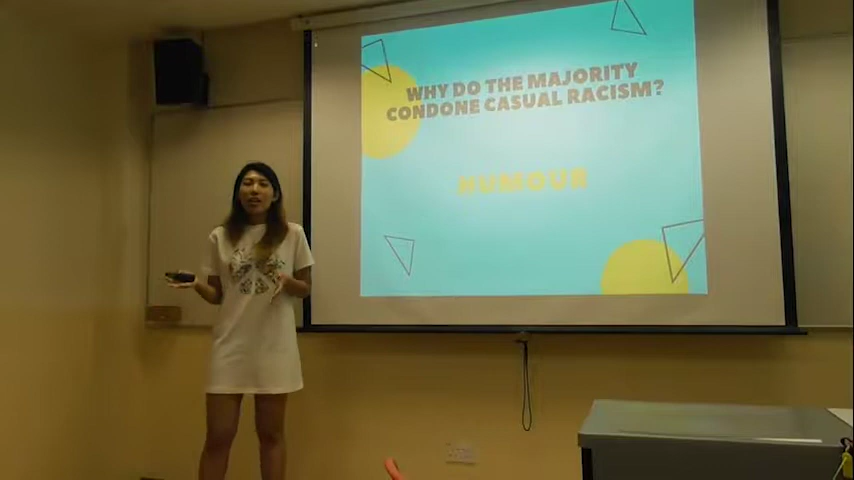 WHY DO THE MAJORITY
CONDONE CASUAL RACISM?
HUMOUR